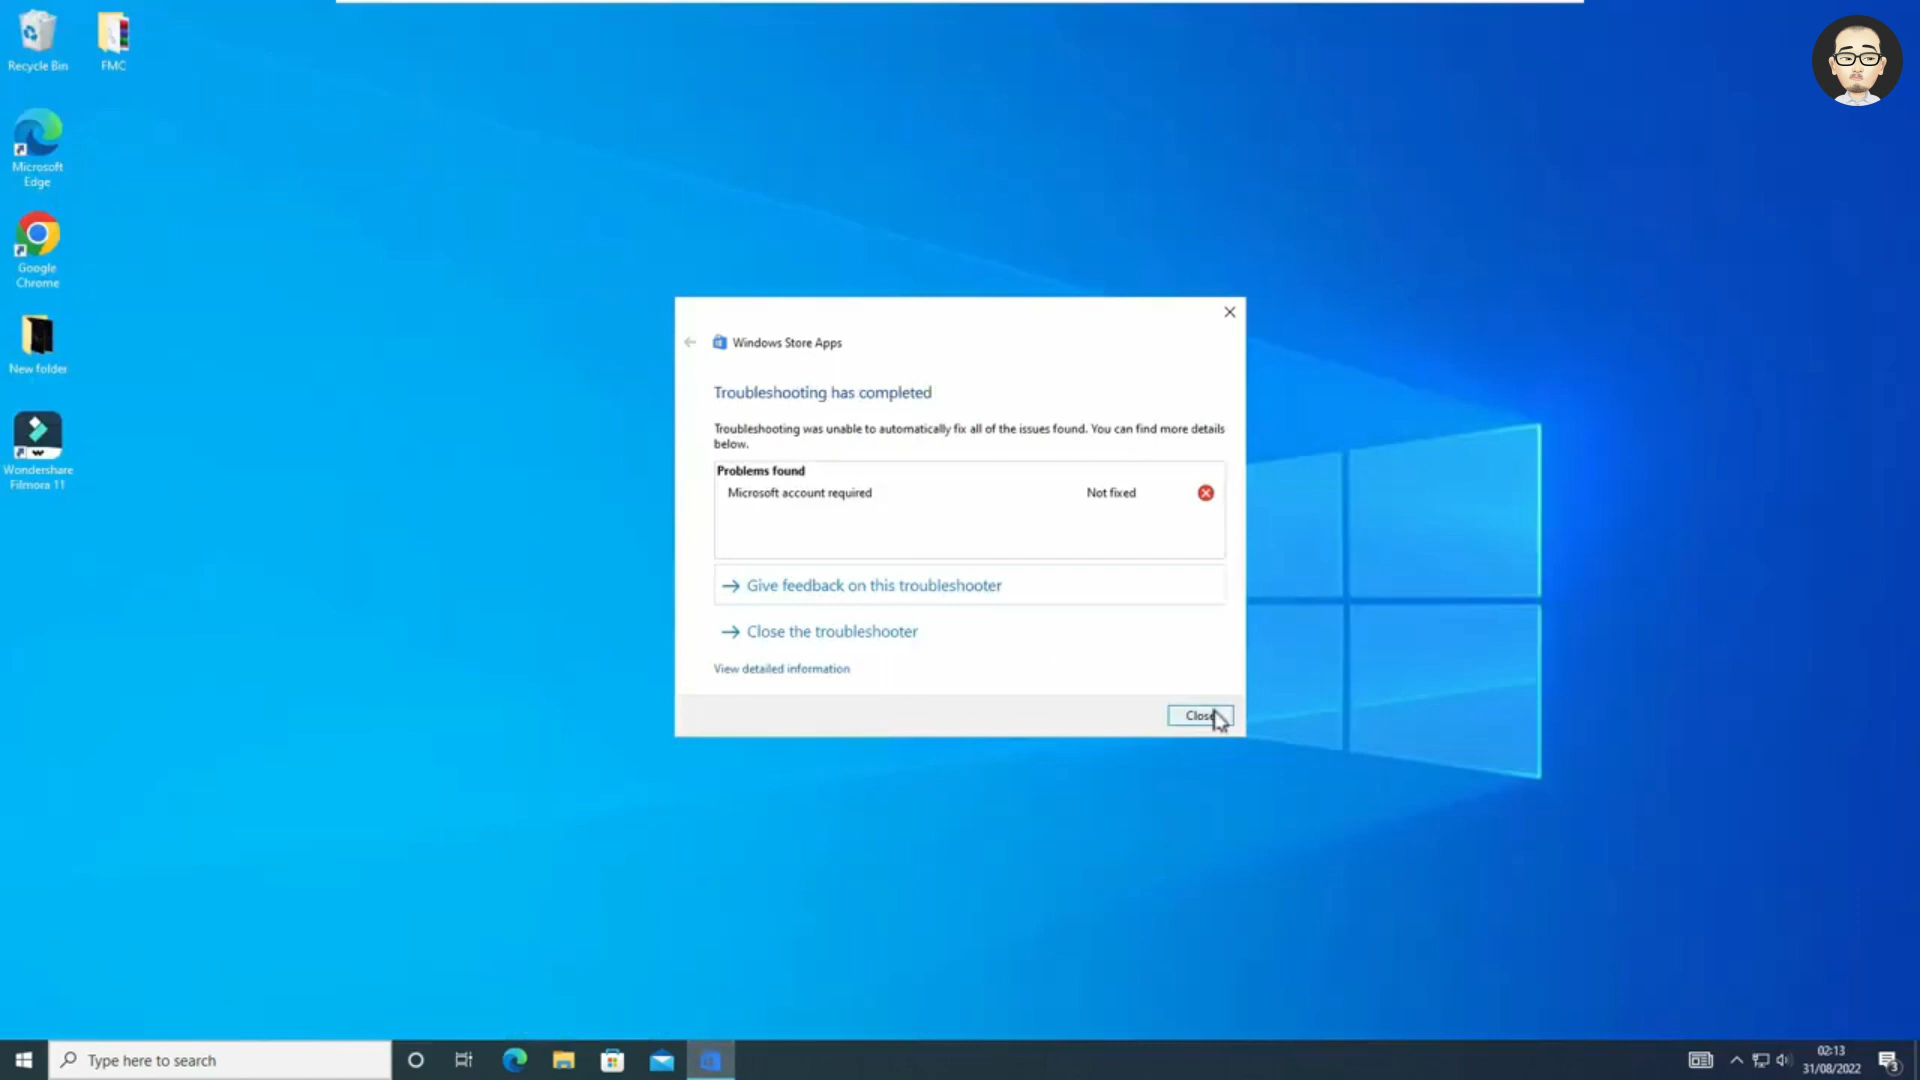 Recycle Bin
FMC
Microsoft
Edge
Google
Chrome
New folder
Wondershare
Filmora 11
Windows Store Apps
Troubleshooting has completed
Troubleshooting was unable to automatically fix all of the issues found. You can find more details
below.
Problems found
Microsoft account required Not fixed
Give feedback on this troubleshooter
Close the troubleshooter
View detailed information
Close
Type here to search
02:13
31/08/2022
3